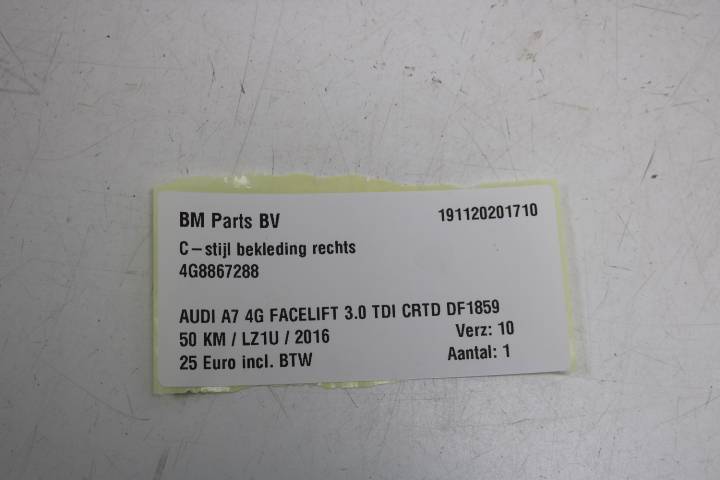 BM Parts BV 191120201710
C-stijl bekleding rechts
4G8867288
AUDI A7 4G FACELIFT 3.0 TDI CRTD DF1859
50 KM / LZ1U / 2016 Verz: 10
25 Euro incl. BTW Aantal: 1